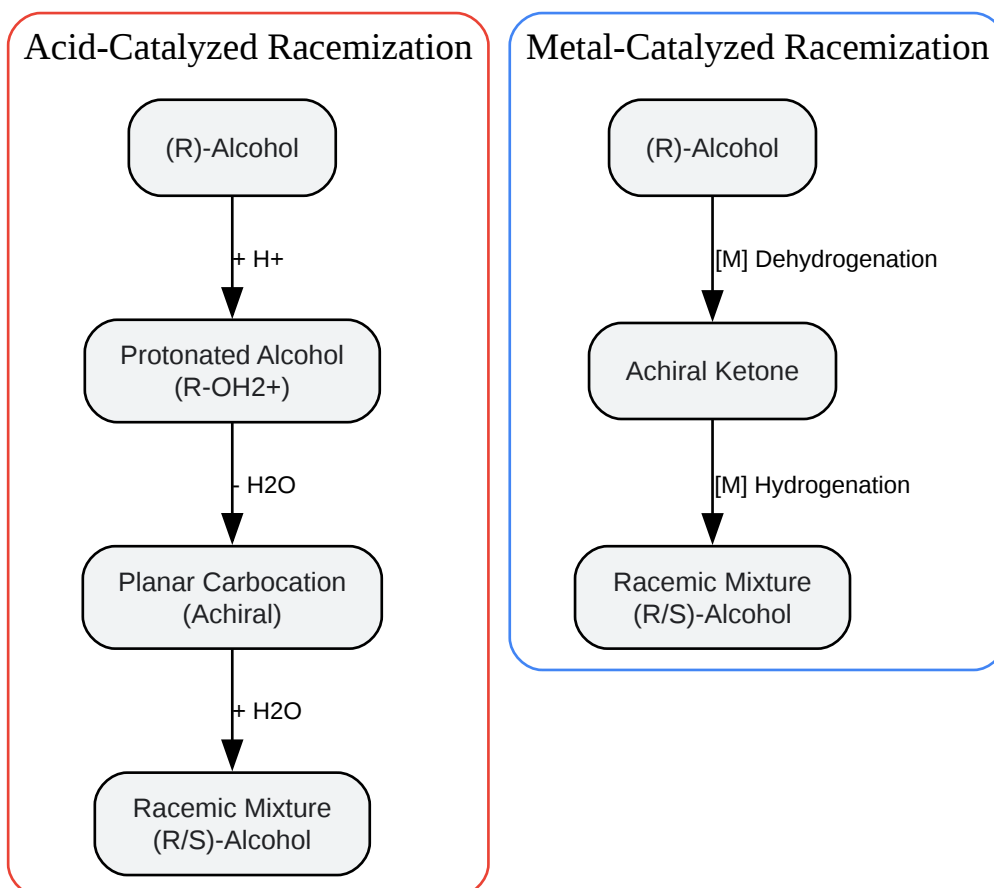 Acid-Catalyzed Racemization
(R)-Alcohol
+ H+
Protonated Alcohol
(R-OH2+)
- H2O
Planar Carbocation
(Achiral)
+ H2O
Racemic Mixture
(R/S)-Alcohol
Metal-Catalyzed Racemization
(R)-Alcohol
[M] Dehydrogenation
Achiral Ketone
[M] Hydrogenation
Racemic Mixture
(R/S)-Alcohol